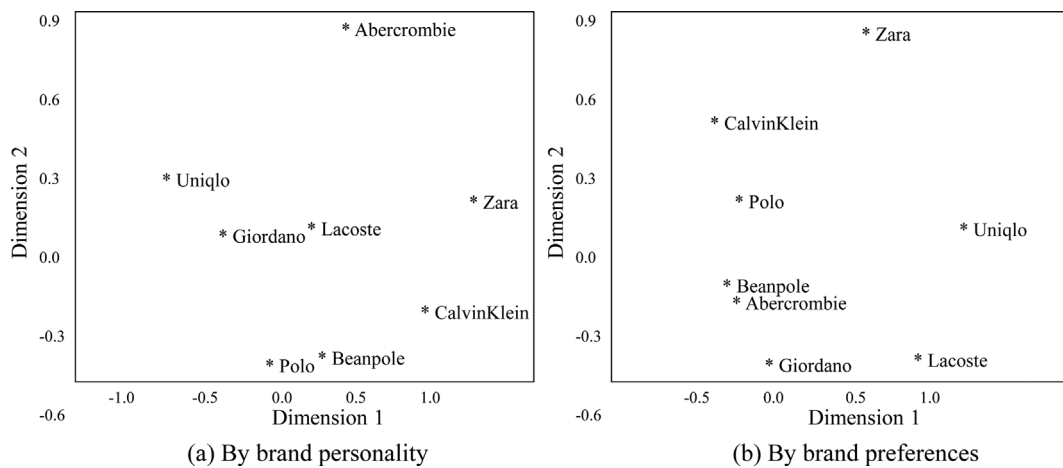 0.9
* Abercrombie
0.6
Dimension 2
0.3
* Uniqlo
* Zara
* Giordano
* Lacoste
0.0
* CalvinKlein
-0.3
* Polo
* Beanpole
-0.6
-1.0 -0.5 0.0 0.5 1.0
Dimension 1
(a) By brand personality
0.9
* Zara
0.6
* CalvinKlein
Dimension 2
0.3
* Polo
* Uniqlo
0.0
* Beanpole
* Abercrombie
-0.3
* Giordano
* Lacoste
-0.6
-0.5 0.0 0.5 1.0
Dimension 1
(b) By brand preferences